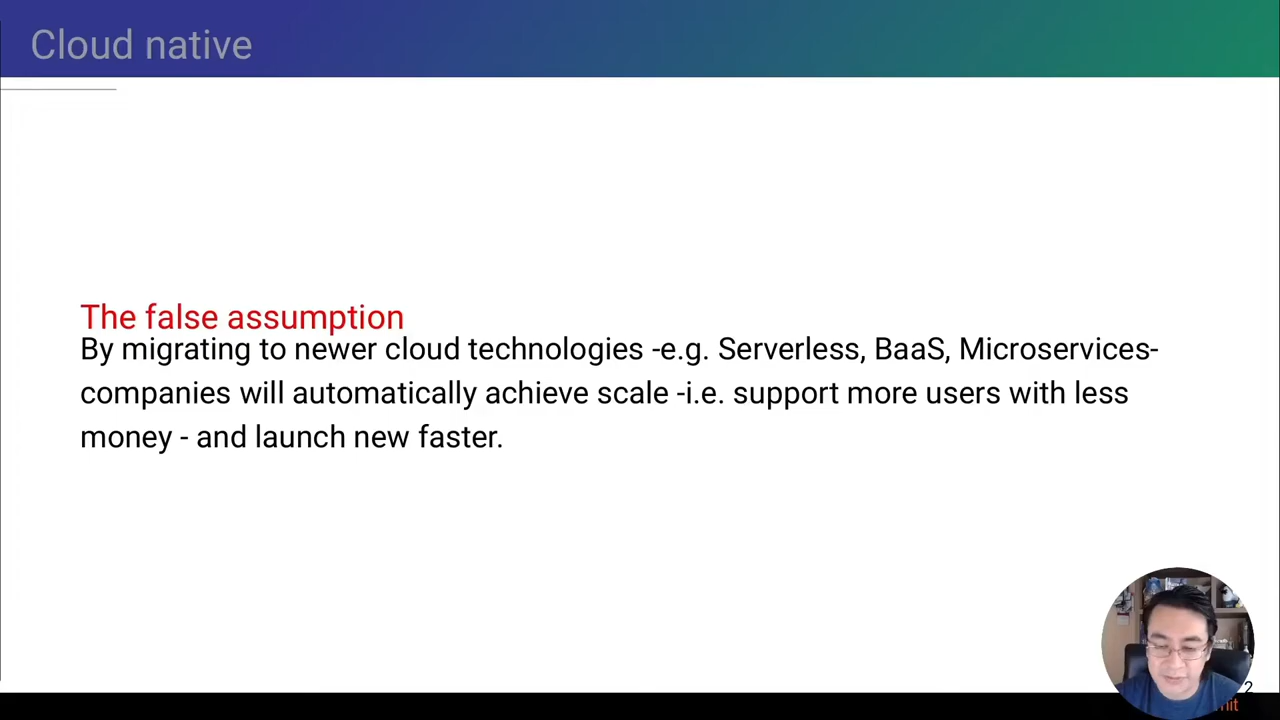 Cloud native
The false assumption
By migrating to newer cloud technologies -e.g. Serverless, BaaS, Microservices-
companies will automatically achieve scale -i.e. support more users with less
money - and launch new faster.
2